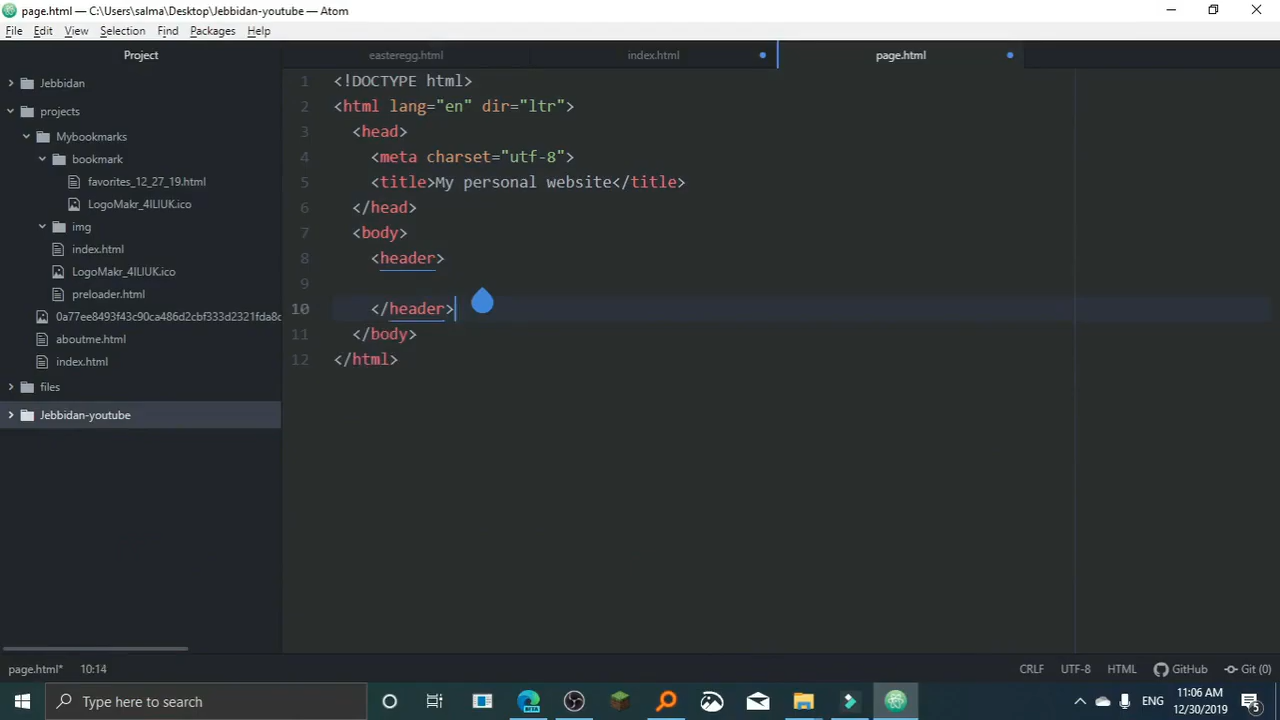 page.html — C:\Users\salma\Desktop\Jebbidan-youtube — Atom
File Edit View Selection Find Packages Help
Project
easteregg.html
index.html
page.html
Jebbidan
projects
Mybookmarks
bookmark
favorites_12_27_19.html
LogoMakr_4ILIUK.ico
img
index.html
LogoMakr_4ILIUK.ico
preloader.html
0a77ee8943f43c90ca486d2cbf333d2321fda8c
aboutme.html
index.html
files
Jebbidan-youtube
1 <!DOCTYPE html>
2 <html lang="en" dir="ltr">
3 <head>
4 <meta charset="utf-8">
5 <title>My personal website</title>
6 </head>
7 <body>
8 <header>
9
10 </header>
11 </body>
12 </html>
page.html* 10:14
CRLF UTF-8 HTML GitHub Git (0)
Type here to search
BETA
ENG
11:06 AM
12/30/2019
5